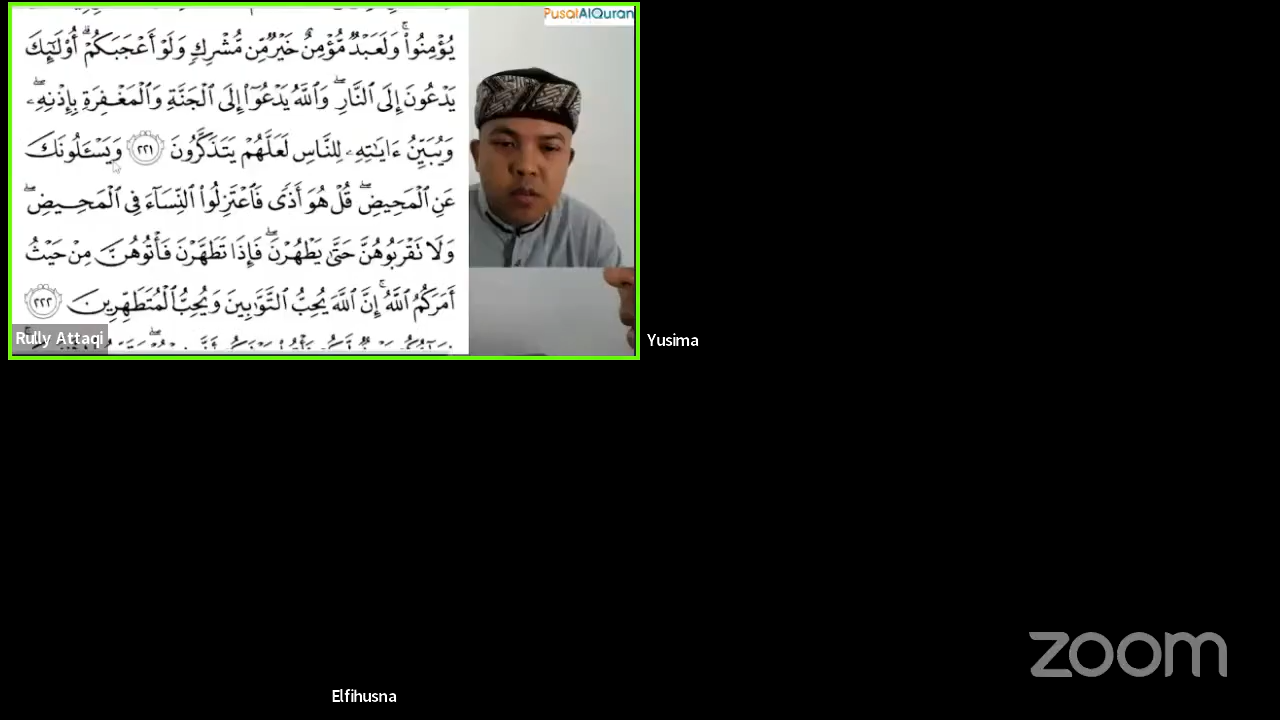 PusatAlQuran
يُؤۡمِنُواْۚ وَلَعَبۡدٞ مُّؤۡمِنٌ خَيۡرٞ مِّن مُّشۡرِكٖ وَلَوۡ أَعۡجَبَكُمۡۗ أُوْلَٰٓئِكَ
يَدۡعُونَ إِلَى ٱلنَّارِۖ وَٱللَّهُ يَدۡعُوٓاْ إِلَى ٱلۡجَنَّةِ وَٱلۡمَغۡفِرَةِ بِإِذۡنِهِۦۖ
وَيُبَيِّنُ ءَايَٰتِهِۦ لِلنَّاسِ لَعَلَّهُمۡ يَتَذَكَّرُونَ ٢٢١ وَيَسۡـَٔلُونَكَ
عَنِ ٱلۡمَحِيضِۖ قُلۡ هُوَ أَذٗى فَٱعۡتَزِلُواْ ٱلنِّسَآءَ فِي ٱلۡمَحِيضِۖ
وَلَا تَقۡرَبُوهُنَّ حَتَّىٰ يَطۡهُرۡنَۖ فَإِذَا تَطَهَّرۡنَ فَأۡتُوهُنَّ مِنۡ حَيۡثُ
أَمَرَكُمُ ٱللَّهُۚ إِنَّ ٱللَّهَ يُحِبُّ ٱلتَّوَّٰبِينَ وَيُحِبُّ ٱلۡمُتَطَهِّرِينَ ٢٢٢
Rully Attaqi
Yusima
zoom
Elfihusna